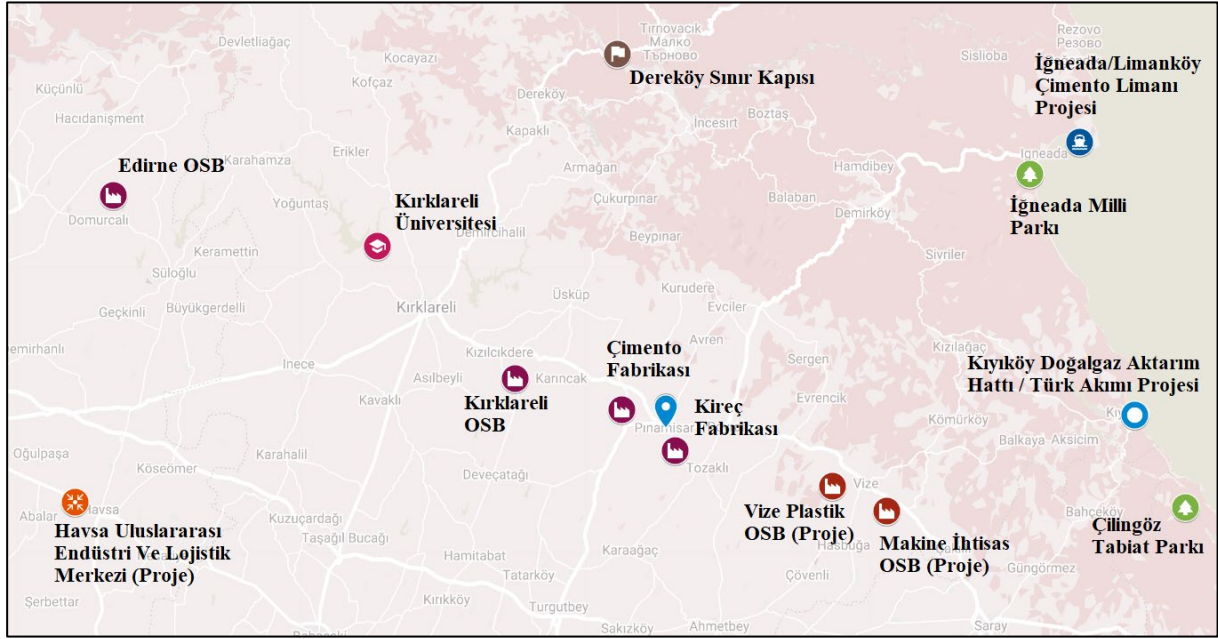 Tırnovacık
Малко
Търново
Rezovo
Резово
Devletliağaç
Kocayazı
Sislioba
Kofçaz
Dereköy Sınır Kapısı
İğneada/Limanköy
Çimento Limanı
Projesi
Küçünlü
Dereköy
Hacıdanişment
Kapaklı
İncesırt
Boztaş
Edirne OSB
Karahamza
Erikler
Armağan
Hamdibey
İğneada
Domurcalı
Yoğuntaş
Kırklareli
Üniversitesi
Çukurpınar
Balaban
Demirköy
İğneada Milli
Parkı
Demircihalil
Beypınar
Keramettin
Sivriler
Süloğlu
Kurudere
Geçkinli
Büyükgerdelli
Kırklareli
Üsküp
Evciler
Demirhanlı
İnece
Kızılcıkdere
Asılbeyli
Karıncak
Çimento
Fabrikası
Avren
Sergen
Kızılağaç
Kıyıköy Doğalgaz Aktarım
Hattı / Türk Akımı Projesi
Kavaklı
Kırklareli
OSB
Kireç
Fabrikası
Evrencik
Kömürköy
Oğulpaşa
Karahalil
Köseömer
Deveçatağı
Tozaklı
Balkaya
Aksicim
Abalar
Havsa
Havsa Uluslararası
Endüstri Ve Lojistik
Merkezi (Proje)
Kuzuçardağı
Taşağıl Bucağı
Vize
Vize Plastik
OSB (Proje)
Hasbuğa
Makine İhtisas
OSB (Proje)
Bahçeköy
Çilingöz
Tabiat Parkı
Hamitabat
Karaağaç
Tatarköy
Çövenli
Güngörmez
Şerbettar
Kırıkköy
Turgutbey
Sakızköy
Ahmetbey
Saray